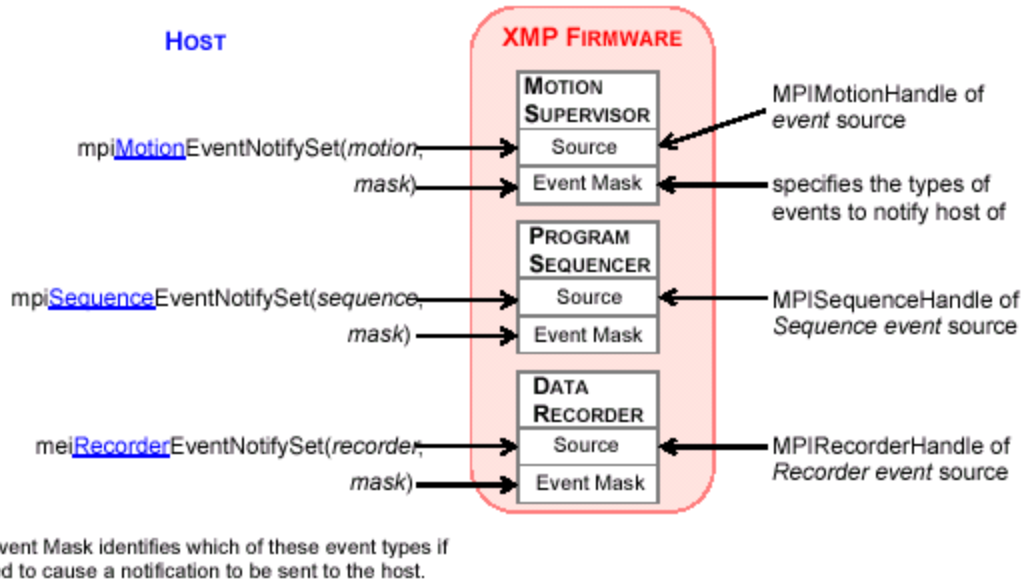 HOST
XMP FIRMWARE
MOTION
SUPERVISOR
MPIMotionHandle of
event source
mpiMotionEventNotifySet(motion,
Source
mask)
Event Mask
specifies the types of
events to notify host of
PROGRAM
SEQUENCER
mpiSequenceEventNotifySet(sequence,
Source
MPISequenceHandle of
Sequence event source
mask)
Event Mask
DATA
RECORDER
meiRecorderEventNotifySet(recorder,
Source
MPIRecorderHandle of
Recorder event source
mask)
Event Mask
vent Mask identifies which of these event types if
d to cause a notification to be sent to the host.